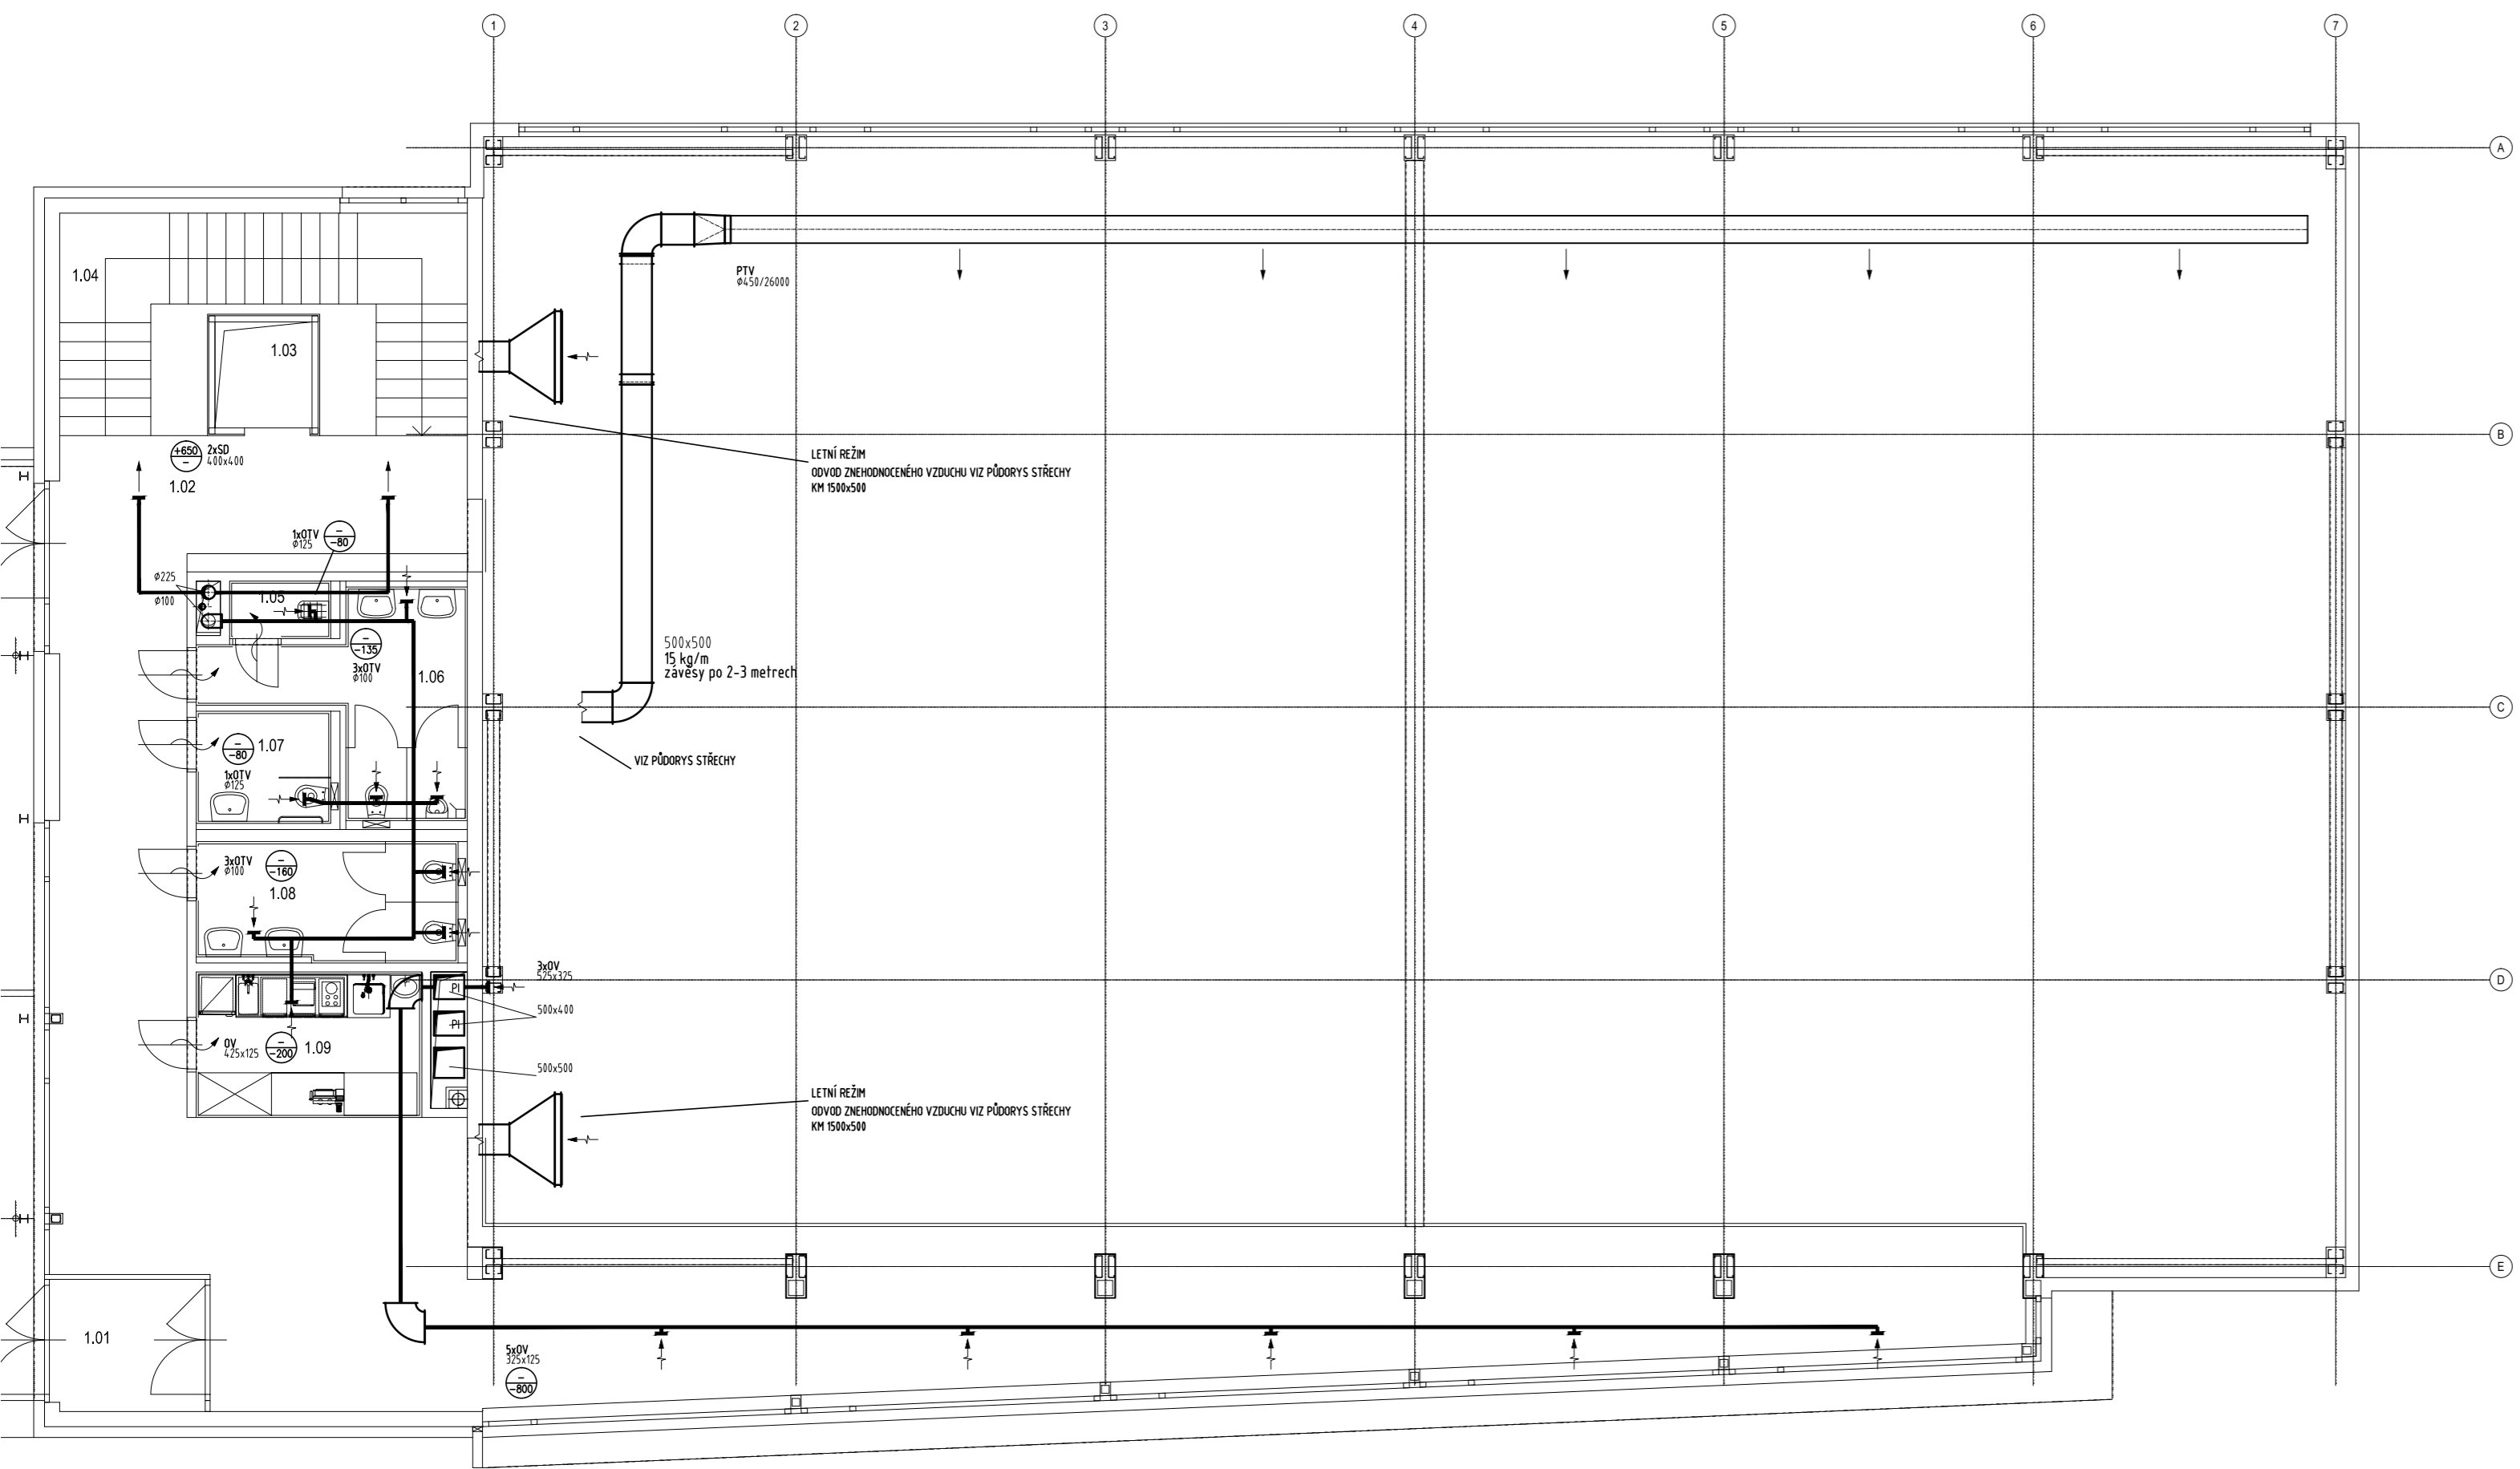 1
2
3
4
5
6
7
A
B
C
D
E
1.04
1.03
PTV
Φ450/26000
+650
–
2xSD
400x400
1.02
LETNÍ REŽIM
ODVOD ZNEHODNOCENÉHO VZDUCHU VIZ PŮDORYS STŘECHY
KM 1500x500
1xOTV
Φ125
–
-80
Φ225
Φ100
1.05
–
-135
3xOTV
Φ100
1.06
500x500
15 kg/m
závěsy po 2-3 metrech
1.07
–
-80
1xOTV
Φ125
VIZ PŮDORYS STŘECHY
3xOTV
Φ100
–
-160
1.08
3xOV
525x325
PI
500x400
PI
OV
425x125
–
-200
1.09
500x500
LETNÍ REŽIM
ODVOD ZNEHODNOCENÉHO VZDUCHU VIZ PŮDORYS STŘECHY
KM 1500x500
1.01
5xOV
325x125
–
-800